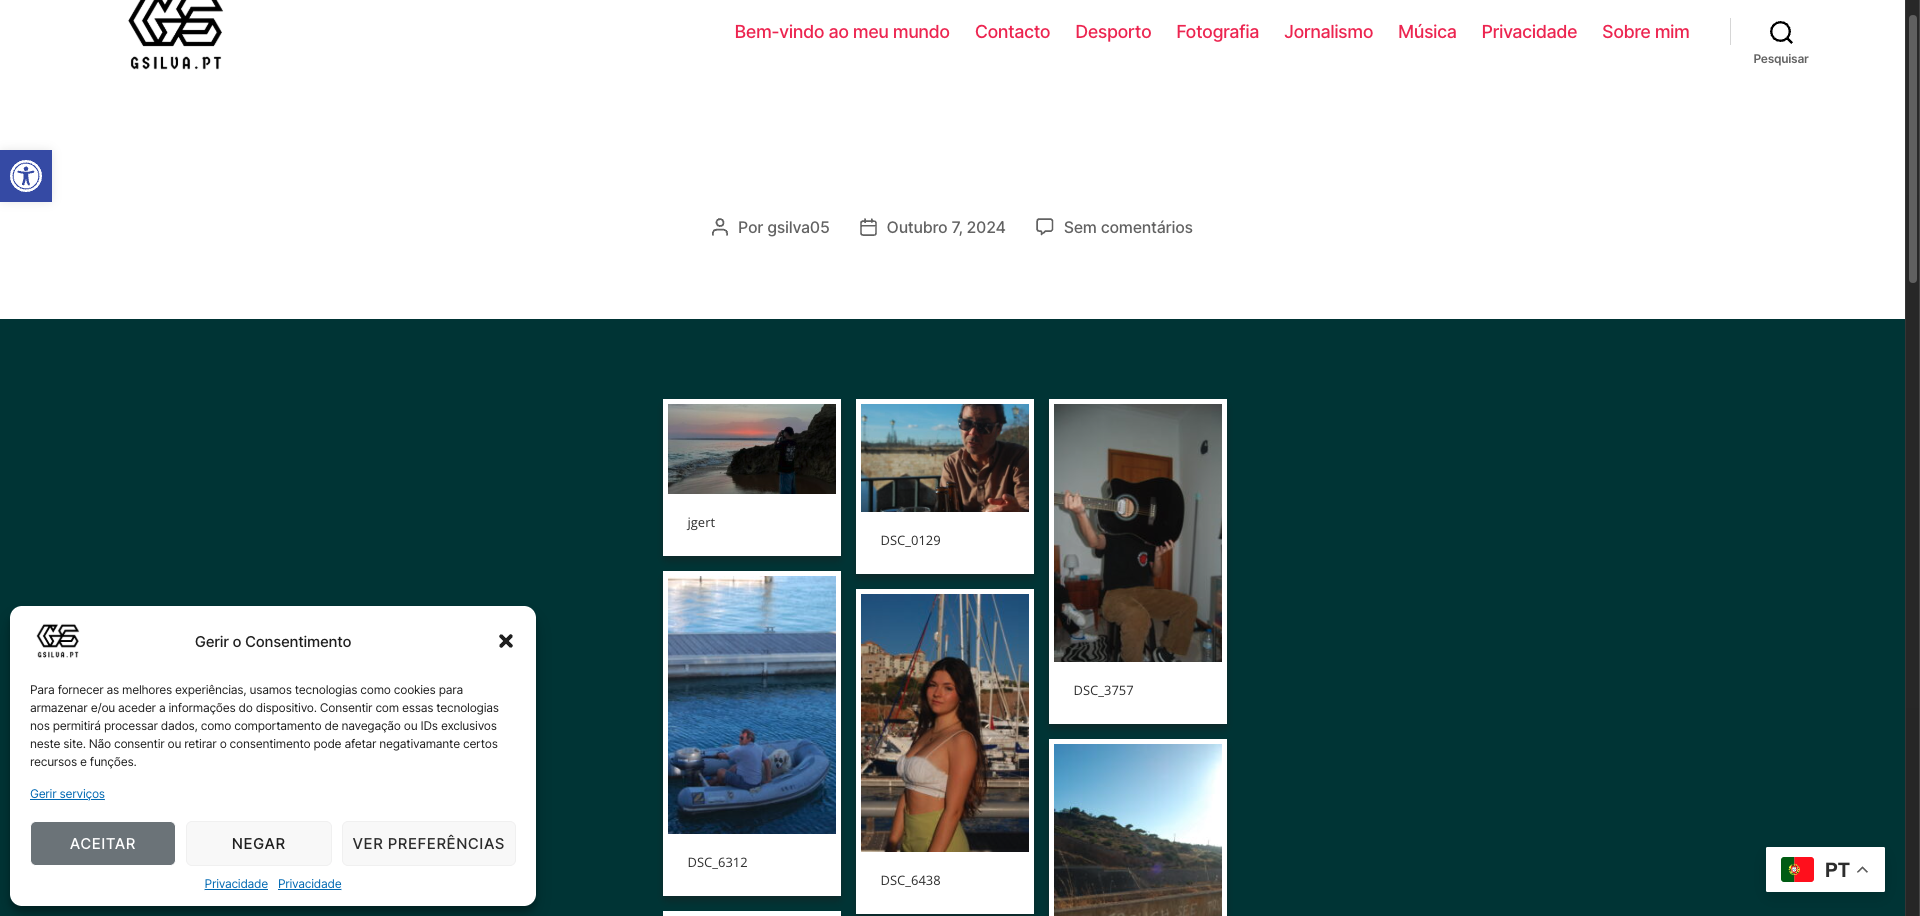 GSILVA.PT
Bem-vindo ao meu mundo Contacto Desporto Fotografia Jornalismo Música Privacidade Sobre mim
Pesquisar
Por gsilva05 Outubro 7, 2024 Sem comentários
jgert
DSC_0129
DSC_3757
DSC_6312
DSC_6438
GSILVA.PT
Gerir o Consentimento
Para fornecer as melhores experiências, usamos tecnologias como cookies para
armazenar e/ou aceder a informações do dispositivo. Consentir com essas tecnologias
nos permitirá processar dados, como comportamento de navegação ou IDs exclusivos
neste site. Não consentir ou retirar o consentimento pode afetar negativamante certos
recursos e funções.
Gerir serviços
ACEITAR NEGAR VER PREFERÊNCIAS
Privacidade Privacidade
PT